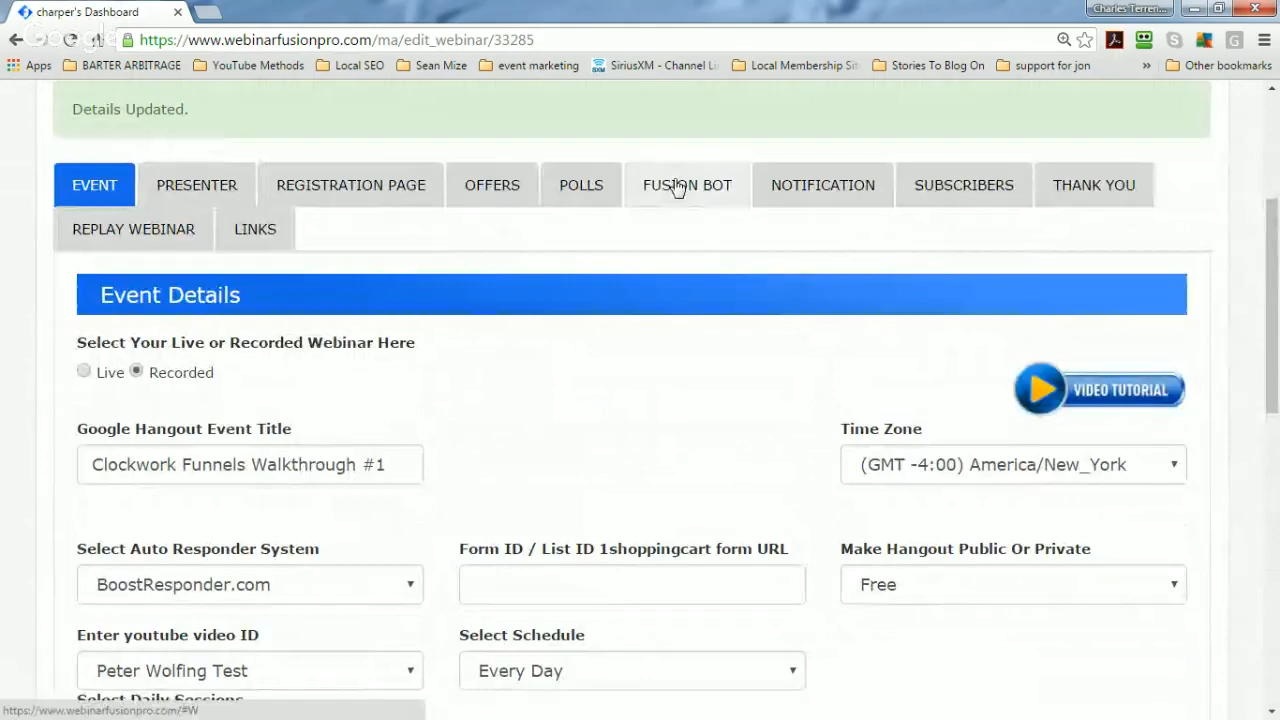 charper's Dashboard
Charles Terren...
https://www.webinarfusionpro.com/ma/edit_webinar/33285
Apps BARTER ARBITRAGE YouTube Methods Local SEO Sean Mize event marketing SiriusXM - Channel Li Local Membership Sit Stories To Blog On support for jon » Other bookmarks
Details Updated.
EVENT PRESENTER REGISTRATION PAGE OFFERS POLLS FUSION BOT NOTIFICATION SUBSCRIBERS THANK YOU
REPLAY WEBINAR LINKS
Event Details
Select Your Live or Recorded Webinar Here
Live Recorded
VIDEO TUTORIAL
Google Hangout Event Title Time Zone
Clockwork Funnels Walkthrough #1 (GMT -4:00) America/New_York
Select Auto Responder System Form ID / List ID 1shoppingcart form URL Make Hangout Public Or Private
BoostResponder.com Free
Enter youtube video ID Select Schedule
Peter Wolfing Test Every Day
Select Daily Sessions
https://www.webinarfusionpro.com/#W